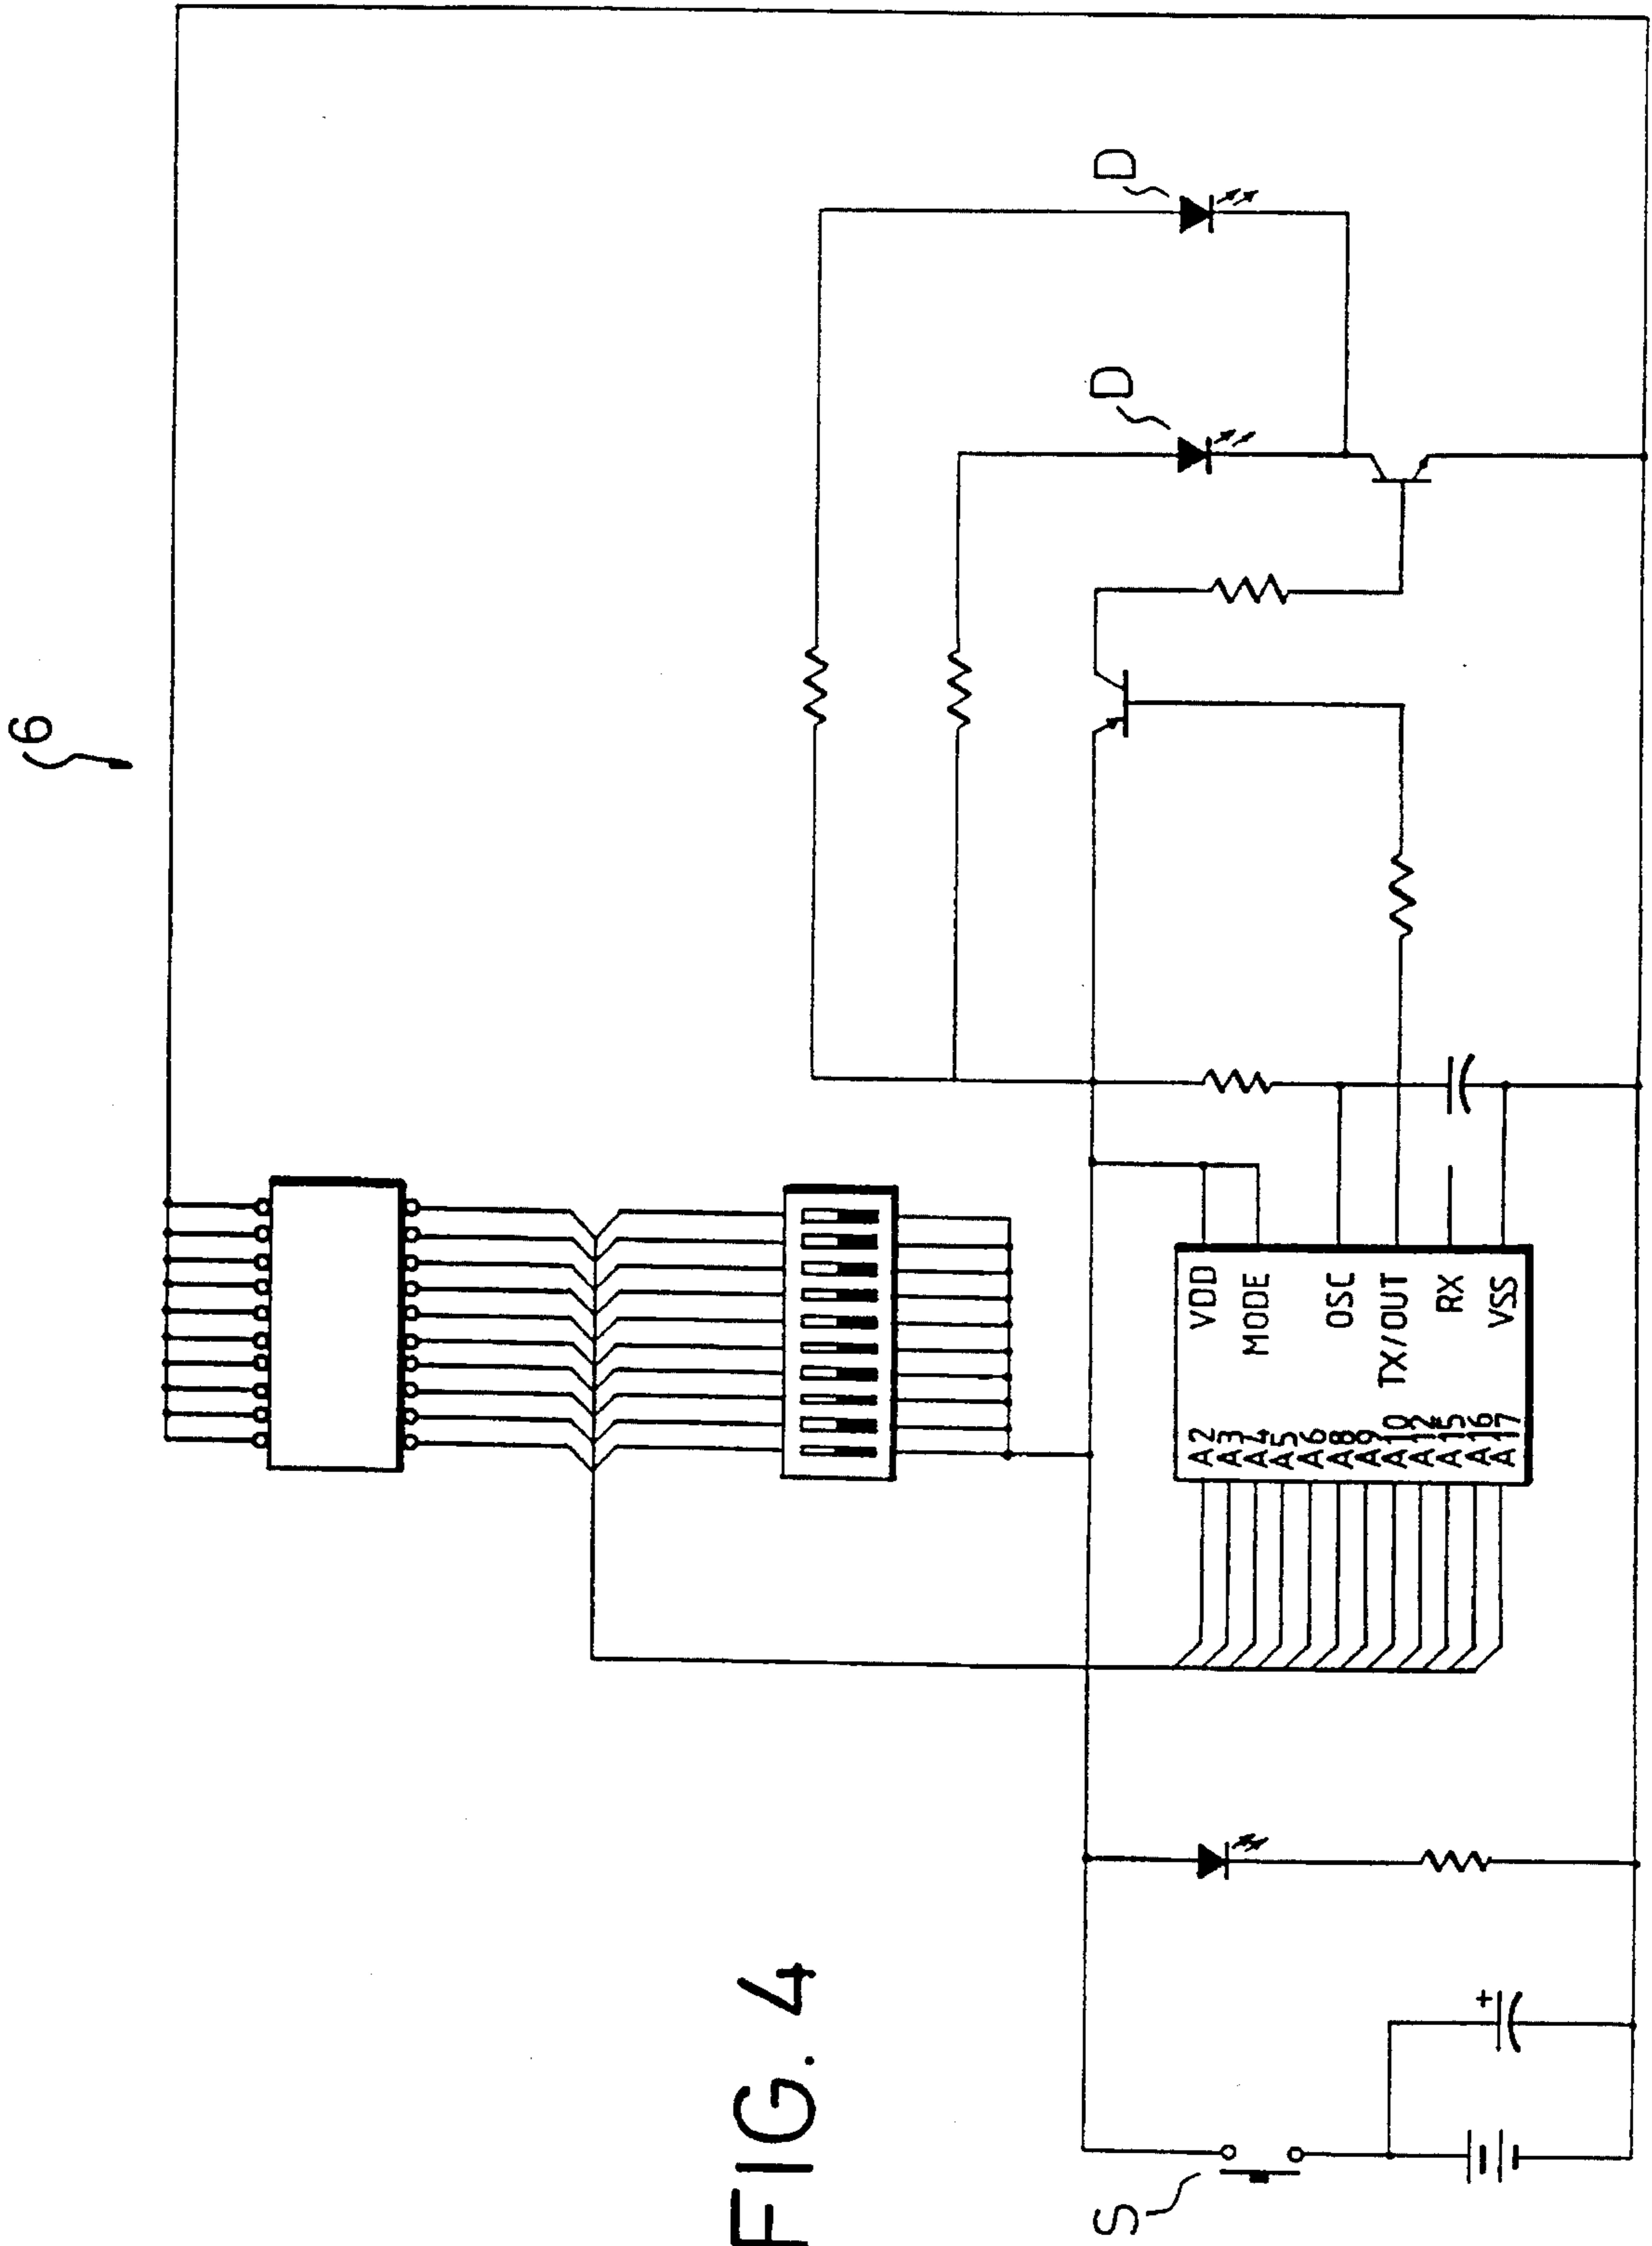 6
D
D
VDD
MODE
OSC
TX/OUT
RX
VSS
A2
A3
A4
A5
A6
A8
A9
A10
A12
A15
A16
A17
+
S
FIG. 4